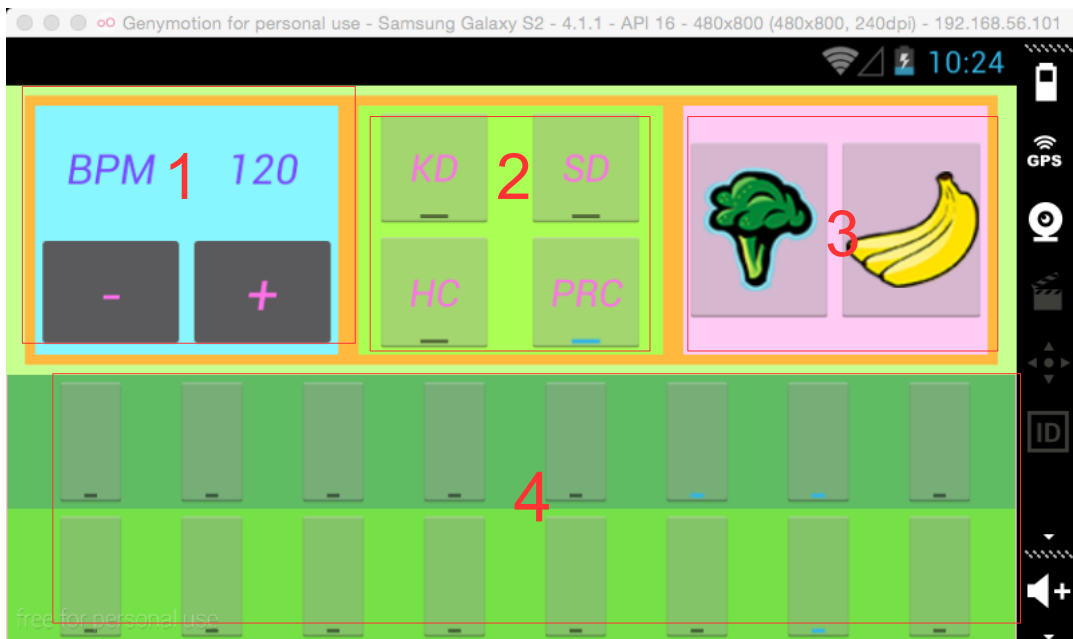 Genymotion for personal use - Samsung Galaxy S2 - 4.1.1 - API 16 - 480x800 (480x800, 240dpi) - 192.168.56.101
10:24
GPS
BPM 1 120
- +
KD 2 SD
HC PRC
3
ID
4
free for personal use